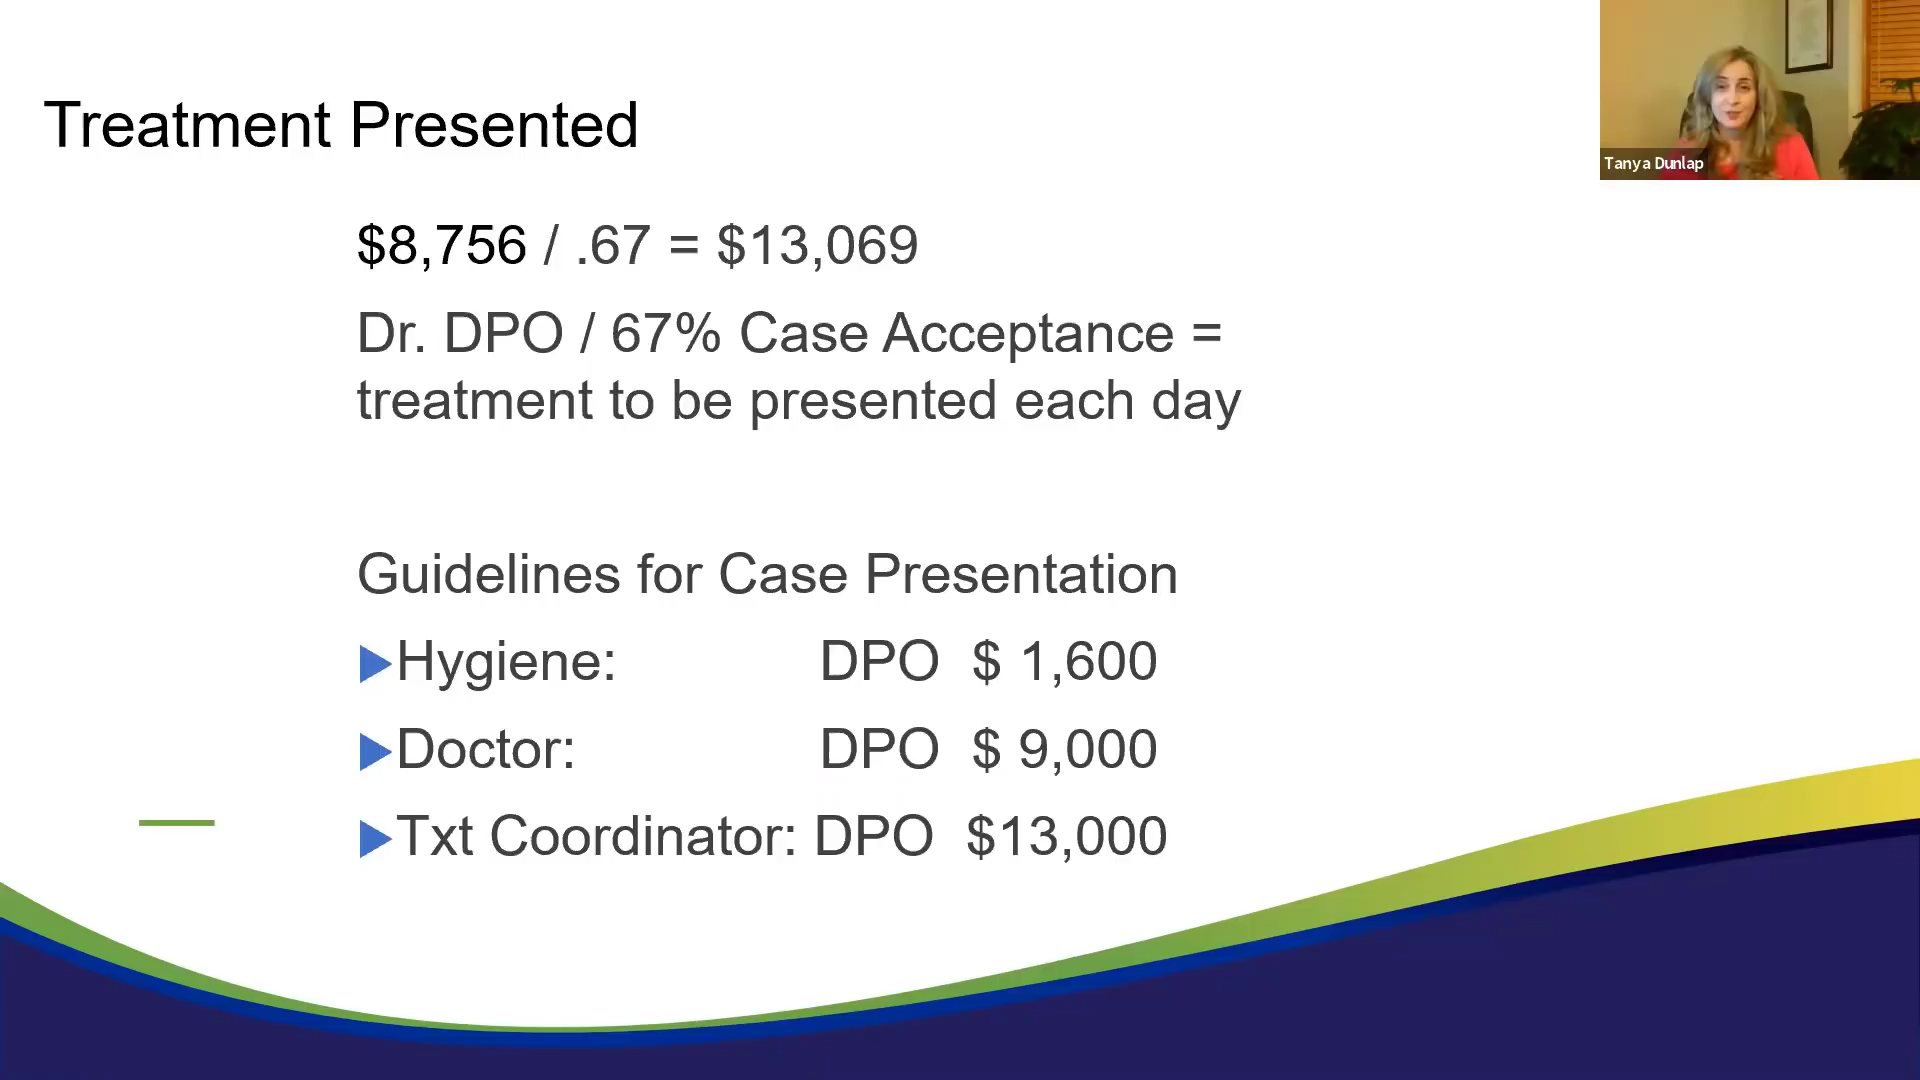 Treatment Presented
Tanya Dunlap
$8,756 / .67 = $13,069
Dr. DPO / 67% Case Acceptance =
treatment to be presented each day
Guidelines for Case Presentation
Hygiene: DPO $ 1,600
Doctor: DPO $ 9,000
Txt Coordinator: DPO $13,000